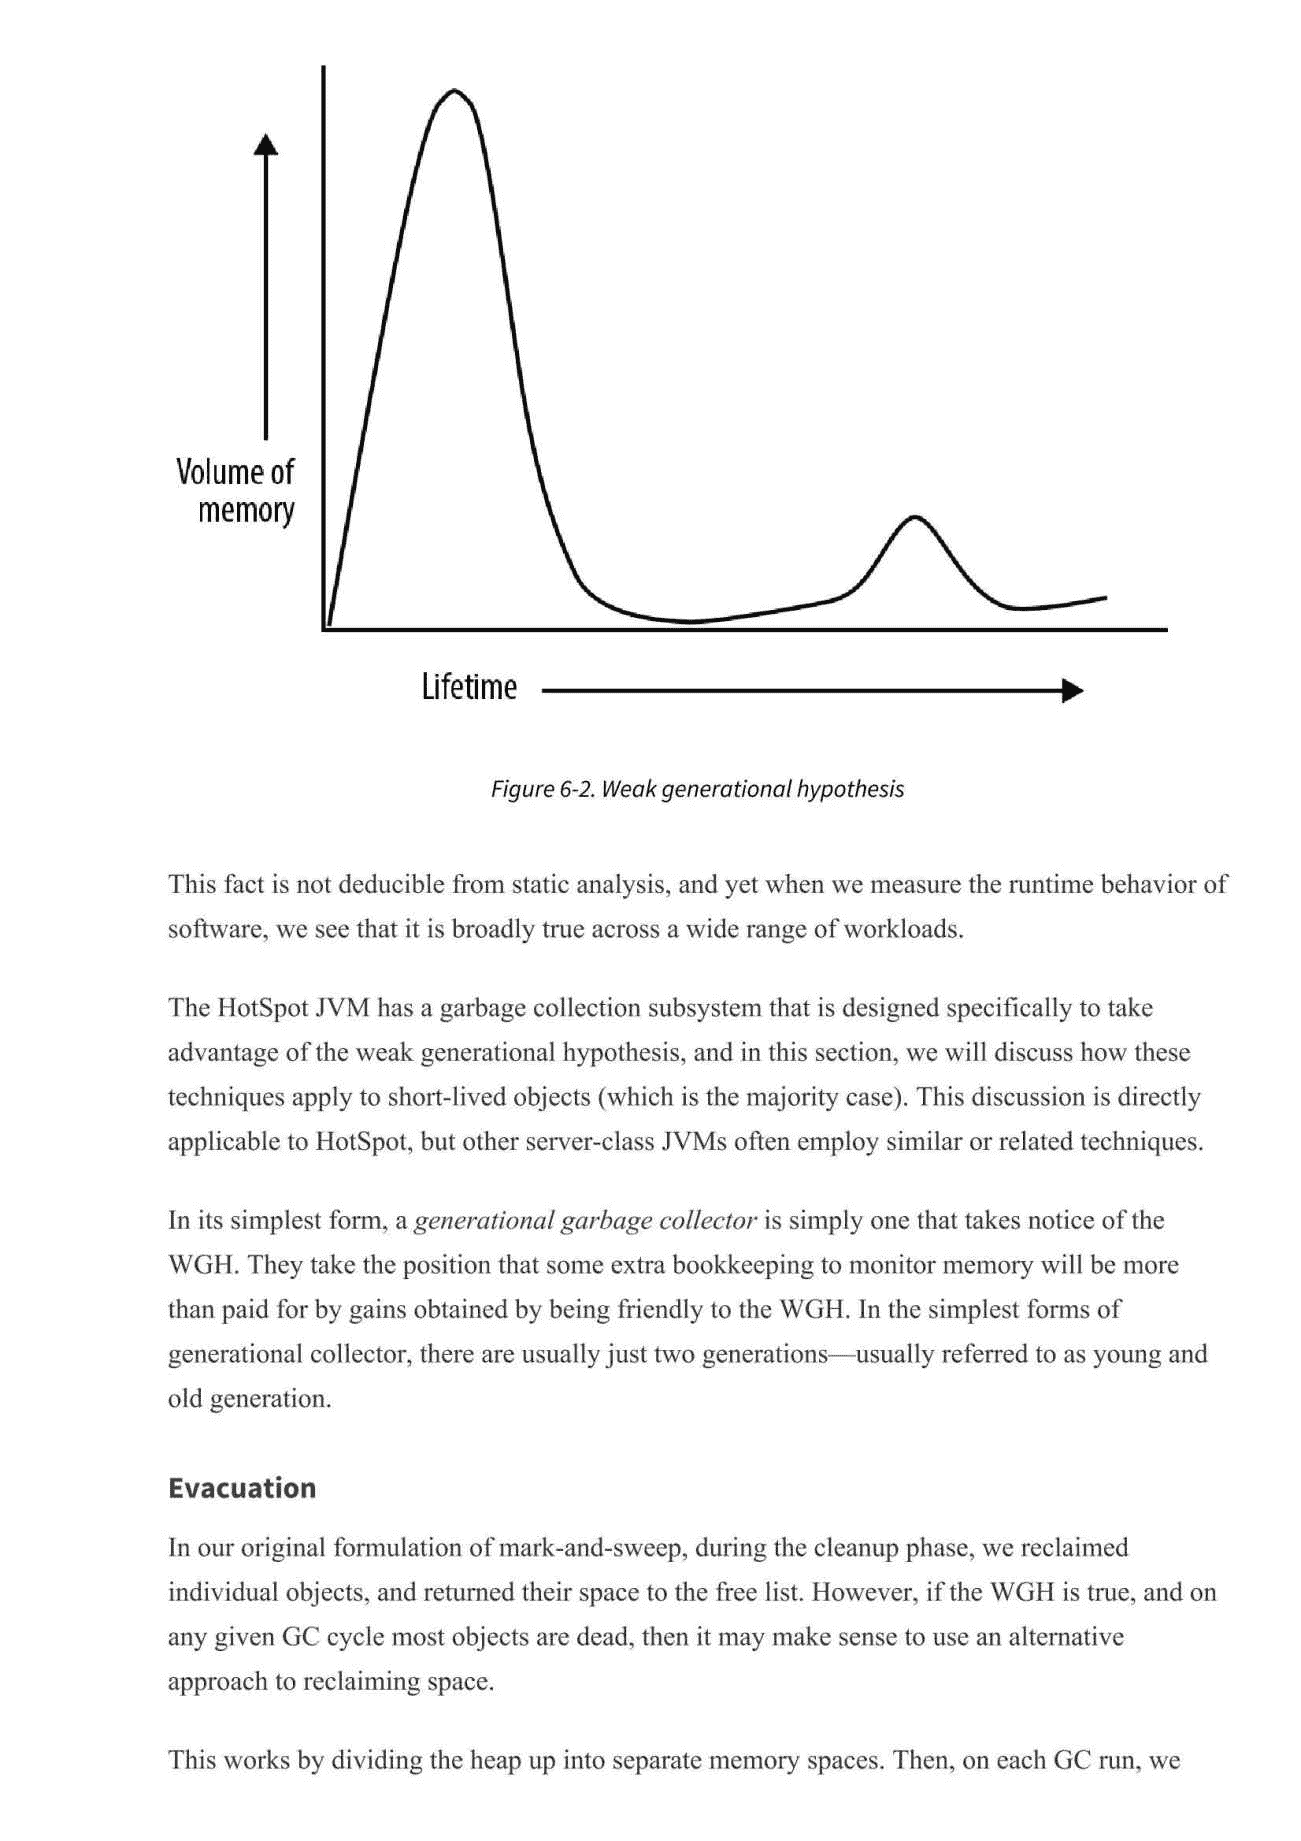 Volume of
memory
Lifetime
Figure 6-2. Weak generational hypothesis
This fact is not deducible from static analysis, and yet when we measure the runtime behavior of
software, we see that it is broadly true across a wide range of workloads.
The HotSpot JVM has a garbage collection subsystem that is designed specifically to take
advantage of the weak generational hypothesis, and in this section, we will discuss how these
techniques apply to short-lived objects (which is the majority case). This discussion is directly
applicable to HotSpot, but other server-class JVMs often employ similar or related techniques.
In its simplest form, a generational garbage collector is simply one that takes notice of the
WGH. They take the position that some extra bookkeeping to monitor memory will be more
than paid for by gains obtained by being friendly to the WGH. In the simplest forms of
generational collector, there are usually just two generations—usually referred to as young and
old generation.
Evacuation
In our original formulation of mark-and-sweep, during the cleanup phase, we reclaimed
individual objects, and returned their space to the free list. However, if the WGH is true, and on
any given GC cycle most objects are dead, then it may make sense to use an alternative
approach to reclaiming space.
This works by dividing the heap up into separate memory spaces. Then, on each GC run, we